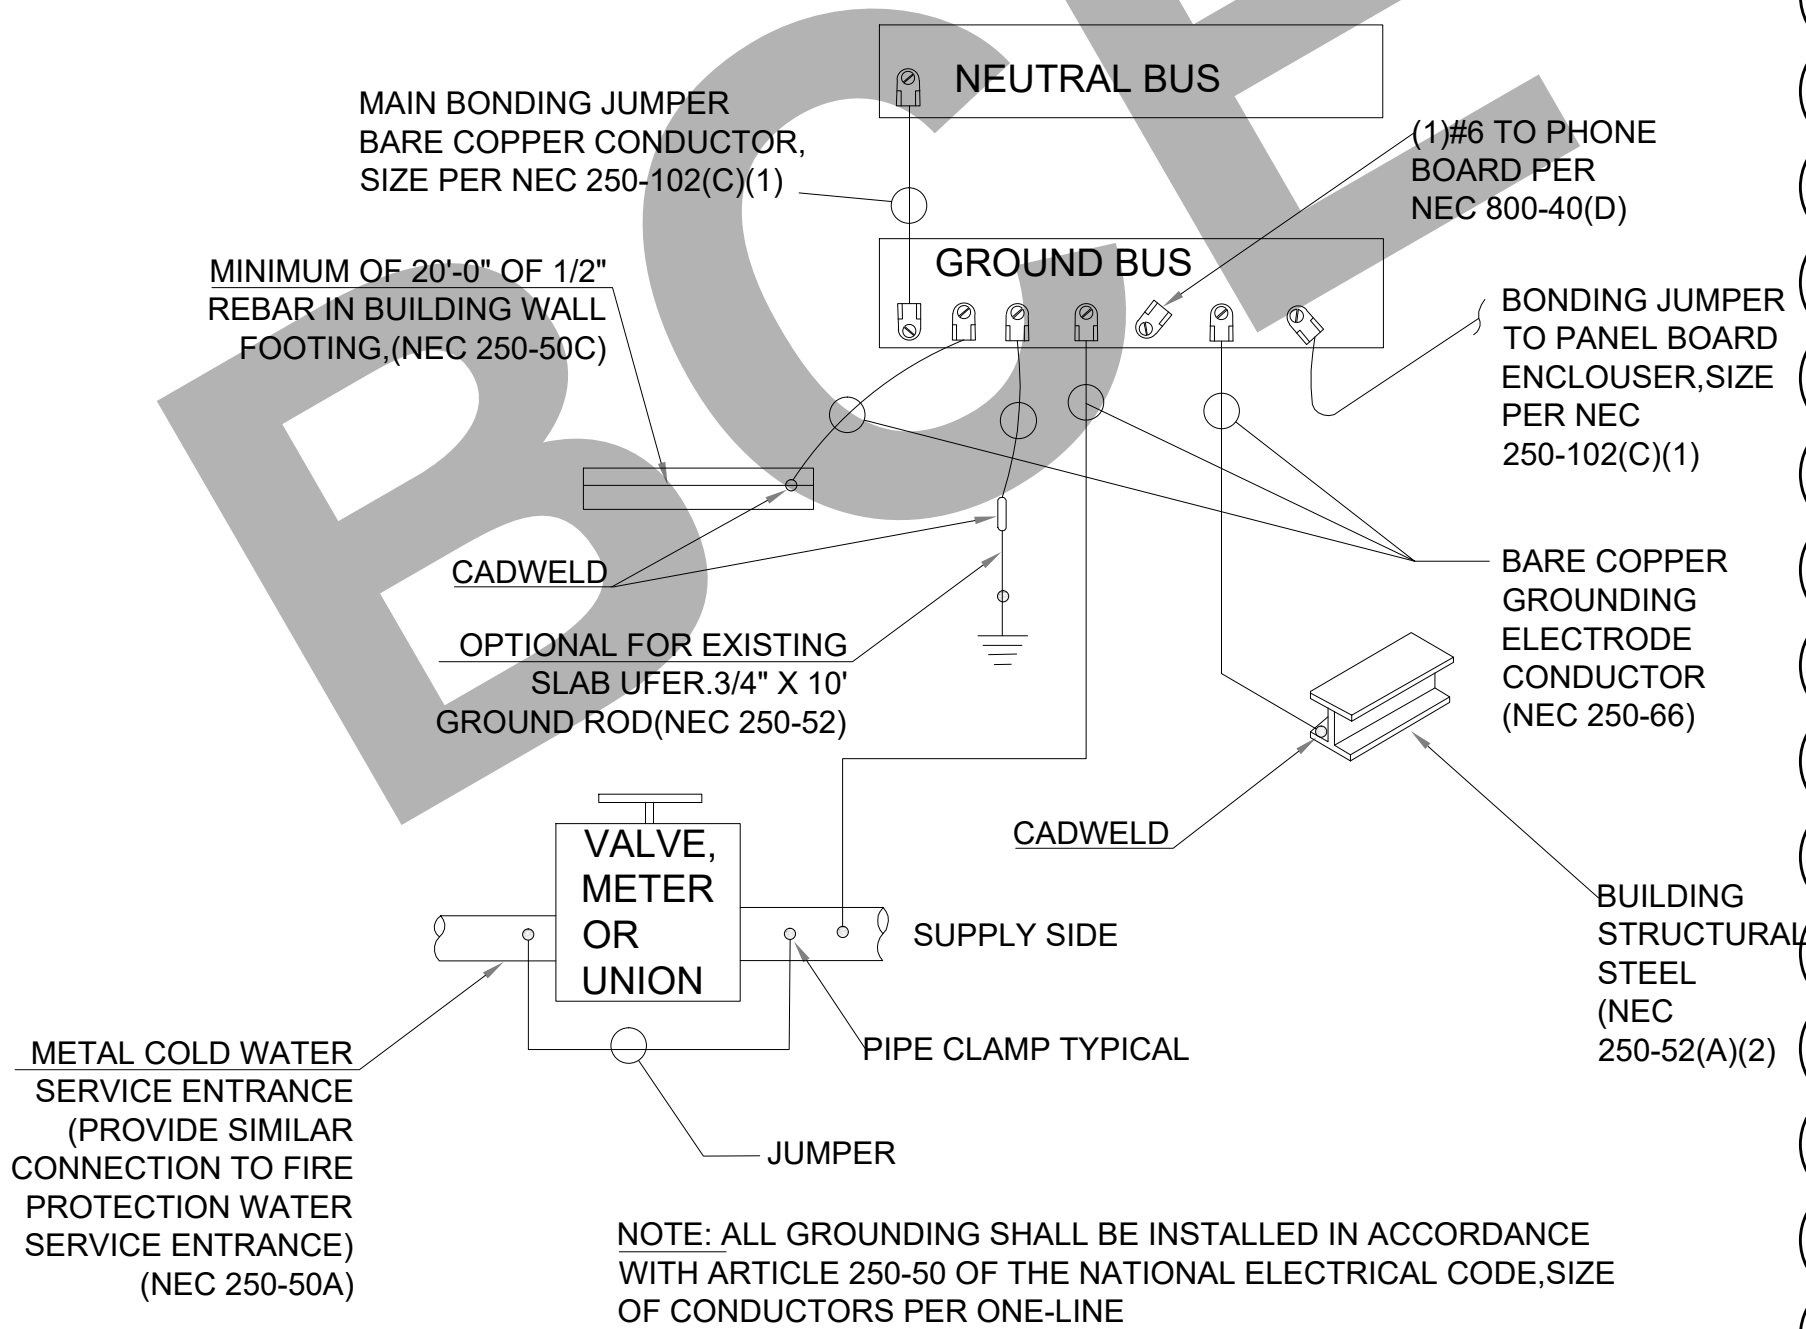 NEUTRAL BUS
MAIN BONDING JUMPER
BARE COPPER CONDUCTOR,
SIZE PER NEC 250-102(C)(1)
(1)#6 TO PHONE
BOARD PER
NEC 800-40(D)
GROUND BUS
MINIMUM OF 20'-0" OF 1/2"
REBAR IN BUILDING WALL
FOOTING,(NEC 250-50C)
BONDING JUMPER
TO PANEL BOARD
ENCLOUSER,SIZE
PER NEC
250-102(C)(1)
CADWELD
BARE COPPER
GROUNDING
ELECTRODE
CONDUCTOR
(NEC 250-66)
OPTIONAL FOR EXISTING
SLAB UFER.3/4" X 10'
GROUND ROD(NEC 250-52)
CADWELD
VALVE,
METER
OR
UNION
SUPPLY SIDE
BUILDING
STRUCTURAL
STEEL
(NEC
250-52(A)(2)
PIPE CLAMP TYPICAL
METAL COLD WATER
SERVICE ENTRANCE
(PROVIDE SIMILAR
CONNECTION TO FIRE
PROTECTION WATER
SERVICE ENTRANCE)
(NEC 250-50A)
JUMPER
NOTE: ALL GROUNDING SHALL BE INSTALLED IN ACCORDANCE
WITH ARTICLE 250-50 OF THE NATIONAL ELECTRICAL CODE,SIZE
OF CONDUCTORS PER ONE-LINE
BCE